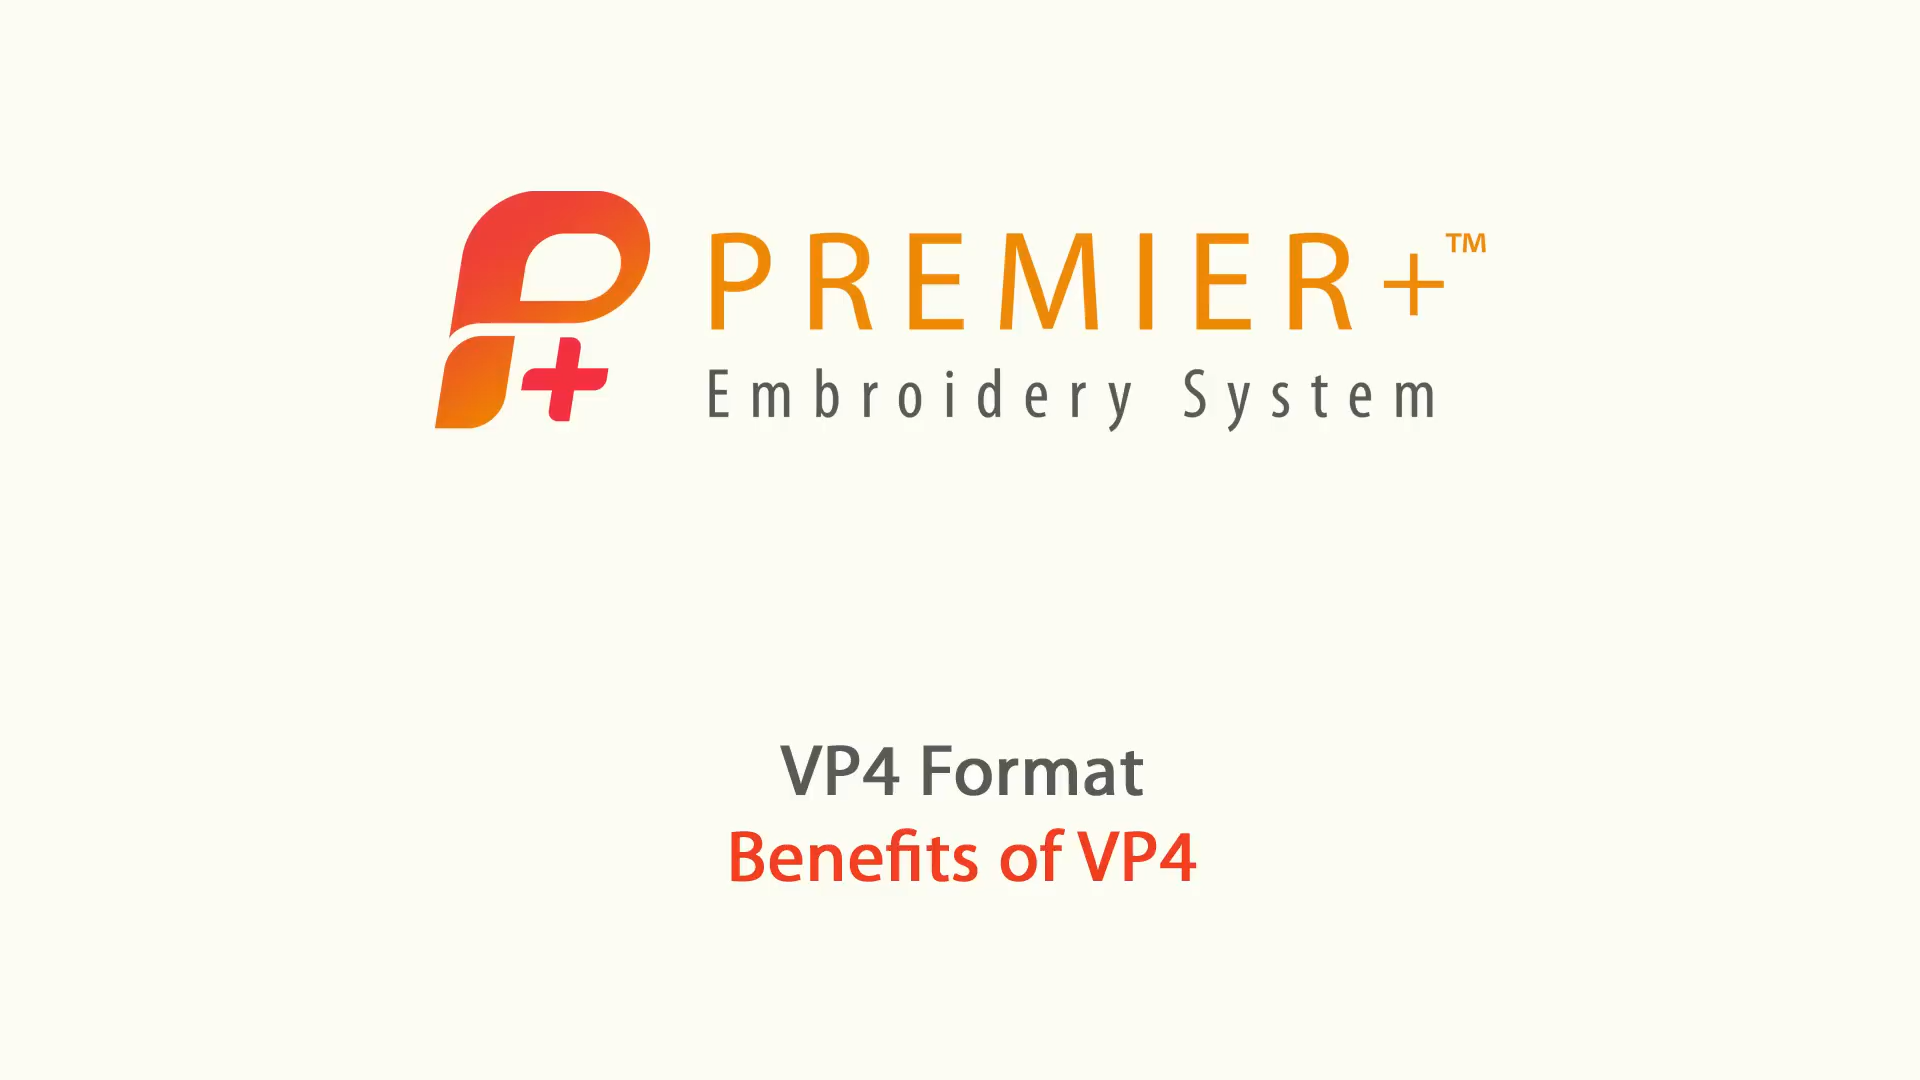 PREMIER+™
Embroidery System
VP4 Format
Benefits of VP4